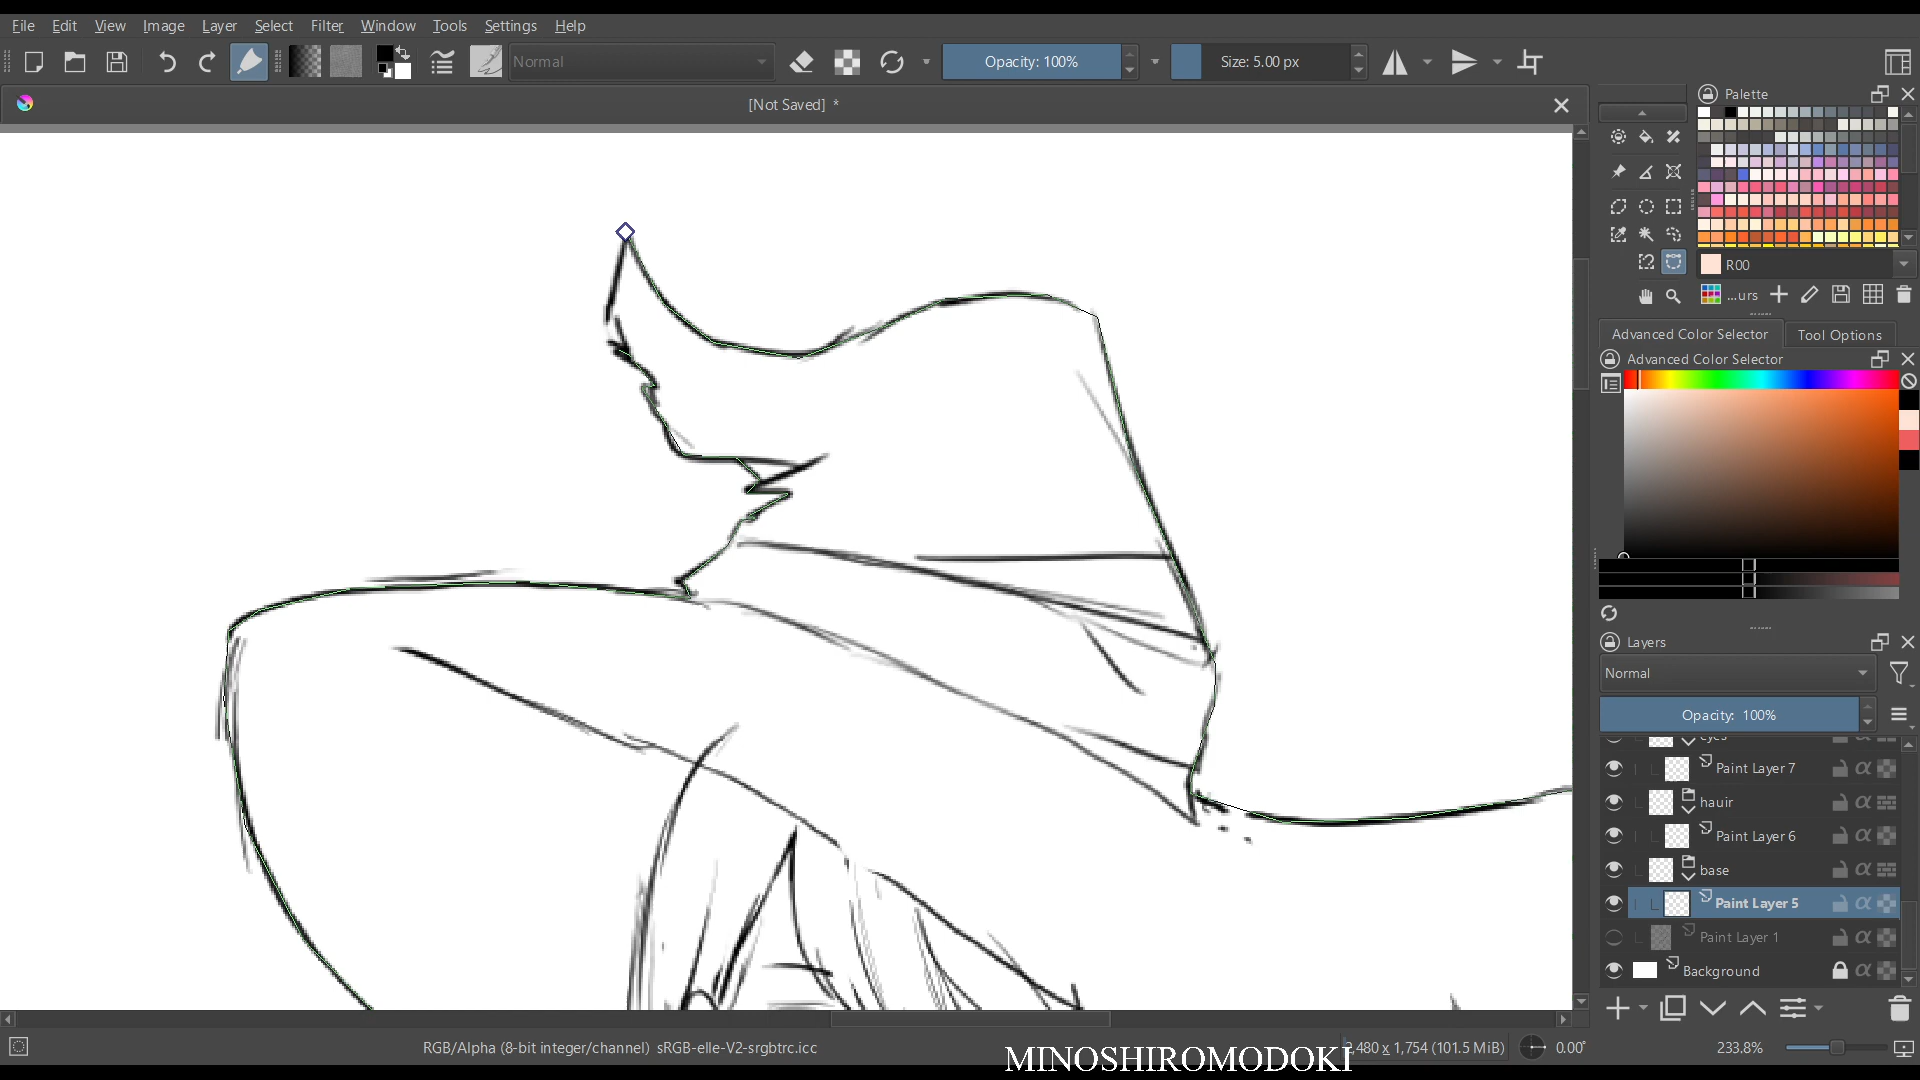 File Edit View Image Layer Select Filter Window Tools Settings Help
Normal
Opacity: 100%
Size: 5.00 px
[Not Saved] *
Palette
R00
...urs
Advanced Color Selector
Tool Options
Advanced Color Selector
Layers
Normal
Opacity: 100%
eyes
Paint Layer 7
hauir
Paint Layer 6
base
Paint Layer 5
Paint Layer 1
Background
RGB/Alpha (8-bit integer/channel) sRGB-elle-V2-srgbtrc.icc
MINOSHIROMODOKI
2,480 x 1,754 (101.5 MiB)
0.00°
233.8%